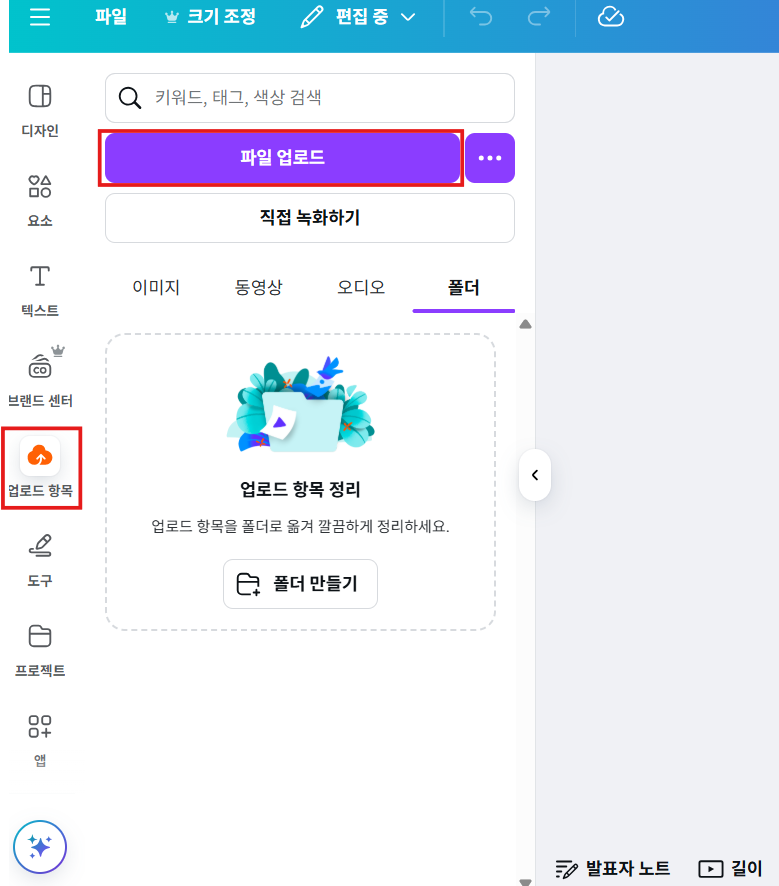 파일
크기 조정
편집 중
디자인
요소
텍스트
CO
브랜드 센터
업로드 항목
도구
프로젝트
앱
키워드, 태그, 색상 검색
파일 업로드
직접 녹화하기
이미지
동영상
오디오
폴더
업로드 항목 정리
업로드 항목을 폴더로 옮겨 깔끔하게 정리하세요.
폴더 만들기
발표자 노트
길이